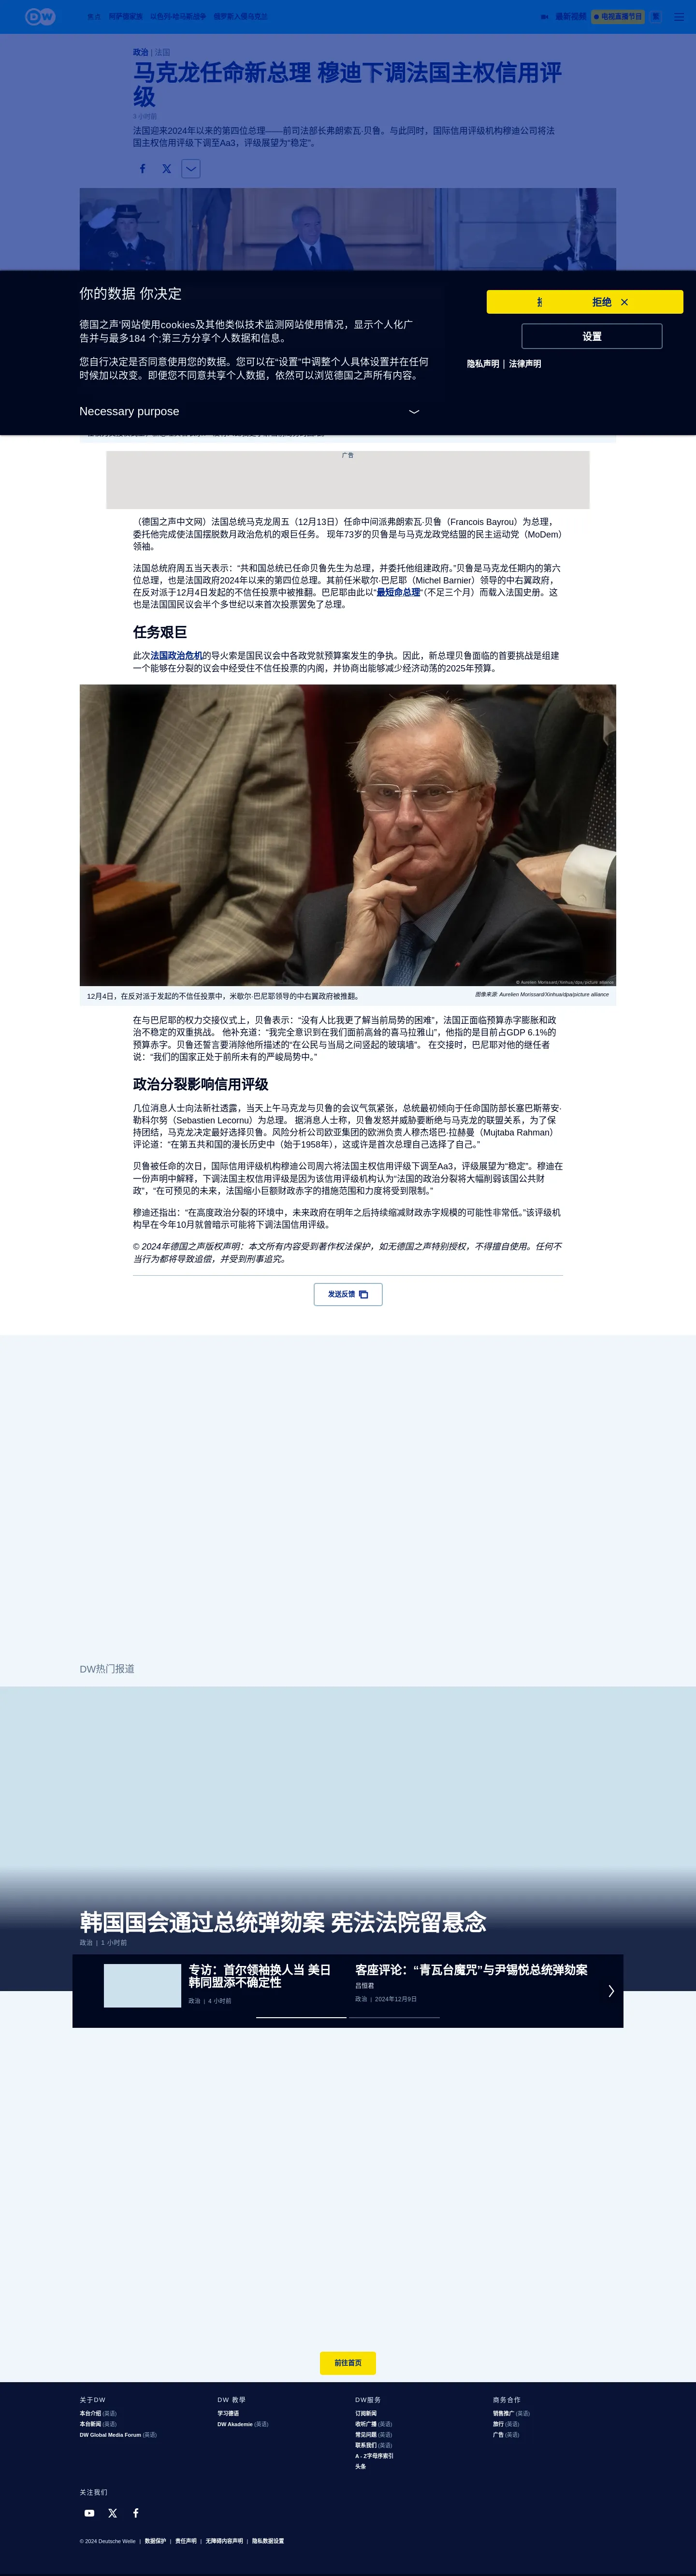 DW
焦点 阿萨德家族 以色列-哈马斯战争 俄罗斯入侵乌克兰
最新视频
电视直播节目
政治 | 法国
马克龙任命新总理 穆迪下调法国主权信用评
级
3 小时前
法国迎来2024年以来的第四位总理——前司法部长弗朗索瓦·贝鲁。与此同时，国际信用评级机构穆迪公司将法
国主权信用评级下调至Aa3，评级展望为“稳定”。
你的数据 你决定
德国之声‘网站使用cookies及其他类似技术监测网站使用情况，显示个人化广
告并与最多184 个;第三方分享个人数据和信息。
您自行决定是否同意使用您的数据。您可以在“设置”中调整个人具体设置并在任何
时候加以改变。即便您不同意共享个人数据，依然可以浏览德国之声所有内容。
Necessary purpose
拒绝
设置
隐私声明 | 法律声明
广告
（德国之声中文网）法国总统马克龙周五（12月13日）任命中间派弗朗索瓦·贝鲁（Francois Bayrou）为总理，
委托他完成使法国摆脱数月政治危机的艰巨任务。 现年73岁的贝鲁是与马克龙政党结盟的民主运动党（MoDem）
领袖。
法国总统府周五当天表示：“共和国总统已任命贝鲁先生为总理，并委托他组建政府。”贝鲁是马克龙任期内的第六
位总理，也是法国政府2024年以来的第四位总理。其前任米歇尔·巴尼耶（Michel Barnier）领导的中右翼政府，
在反对派于12月4日发起的不信任投票中被推翻。巴尼耶由此以”最短命总理“（不足三个月）而载入法国史册。这
也是法国国民议会半个多世纪以来首次投票罢免了总理。
任务艰巨
此次法国政治危机的导火索是国民议会中各政党就预算案发生的争执。因此，新总理贝鲁面临的首要挑战是组建
一个能够在分裂的议会中经受住不信任投票的内阁，并协商出能够减少经济动荡的2025年预算。
© Aurelien Morissard/Xinhua/dpa/picture alliance
12月4日，在反对派于发起的不信任投票中，米歇尔·巴尼耶领导的中右翼政府被推翻。
图像来源: Aurelien Morissard/Xinhua/dpa/picture alliance
在与巴尼耶的权力交接仪式上，贝鲁表示：“没有人比我更了解当前局势的困难”，法国正面临预算赤字膨胀和政
治不稳定的双重挑战。 他补充道：“我完全意识到在我们面前高耸的喜马拉雅山”，他指的是目前占GDP 6.1%的
预算赤字。贝鲁还誓言要消除他所描述的“在公民与当局之间竖起的玻璃墙”。 在交接时，巴尼耶对他的继任者
说：“我们的国家正处于前所未有的严峻局势中。”
政治分裂影响信用评级
几位消息人士向法新社透露，当天上午马克龙与贝鲁的会议气氛紧张，总统最初倾向于任命国防部长塞巴斯蒂安·
勒科尔努（Sebastien Lecornu）为总理。 据消息人士称，贝鲁发怒并威胁要断绝与马克龙的联盟关系，为了保
持团结，马克龙决定最好选择贝鲁。风险分析公司欧亚集团的欧洲负责人穆杰塔巴·拉赫曼（Mujtaba Rahman）
评论道：“在第五共和国的漫长历史中（始于1958年），这或许是首次总理自己选择了自己。”
贝鲁被任命的次日，国际信用评级机构穆迪公司周六将法国主权信用评级下调至Aa3，评级展望为“稳定”。穆迪在
一份声明中解释，下调法国主权信用评级是因为该信用评级机构认为“法国的政治分裂将大幅削弱该国公共财
政”，“在可预见的未来，法国缩小巨额财政赤字的措施范围和力度将受到限制。”
穆迪还指出：“在高度政治分裂的环境中，未来政府在明年之后持续缩减财政赤字规模的可能性非常低。”该评级机
构早在今年10月就曾暗示可能将下调法国信用评级。
© 2024年德国之声版权声明：本文所有内容受到著作权法保护，如无德国之声特别授权，不得擅自使用。任何不
当行为都将导致追偿，并受到刑事追究。
发送反馈
DW热门报道
韩国国会通过总统弹劾案 宪法法院留悬念
政治 | 1 小时前
专访：首尔领袖换人当 美日
韩同盟添不确定性
政治 | 4 小时前
客座评论：“青瓦台魔咒”与尹锡悦总统弹劾案
吕恒君
政治 | 2024年12月9日
前往首页
关于DW
本台介绍 (英语)
本台新闻 (英语)
DW Global Media Forum (英语)
DW 教學
学习德语
DW Akademie (英语)
DW服务
订阅新闻
收听广播 (英语)
常见问题 (英语)
联系我们 (英语)
A - Z字母序索引
头条
商务合作
销售推广 (英语)
旅行 (英语)
广告 (英语)
关注我们
© 2024 Deutsche Welle | 数据保护 | 责任声明 | 无障碍内容声明 | 隐私数据设置